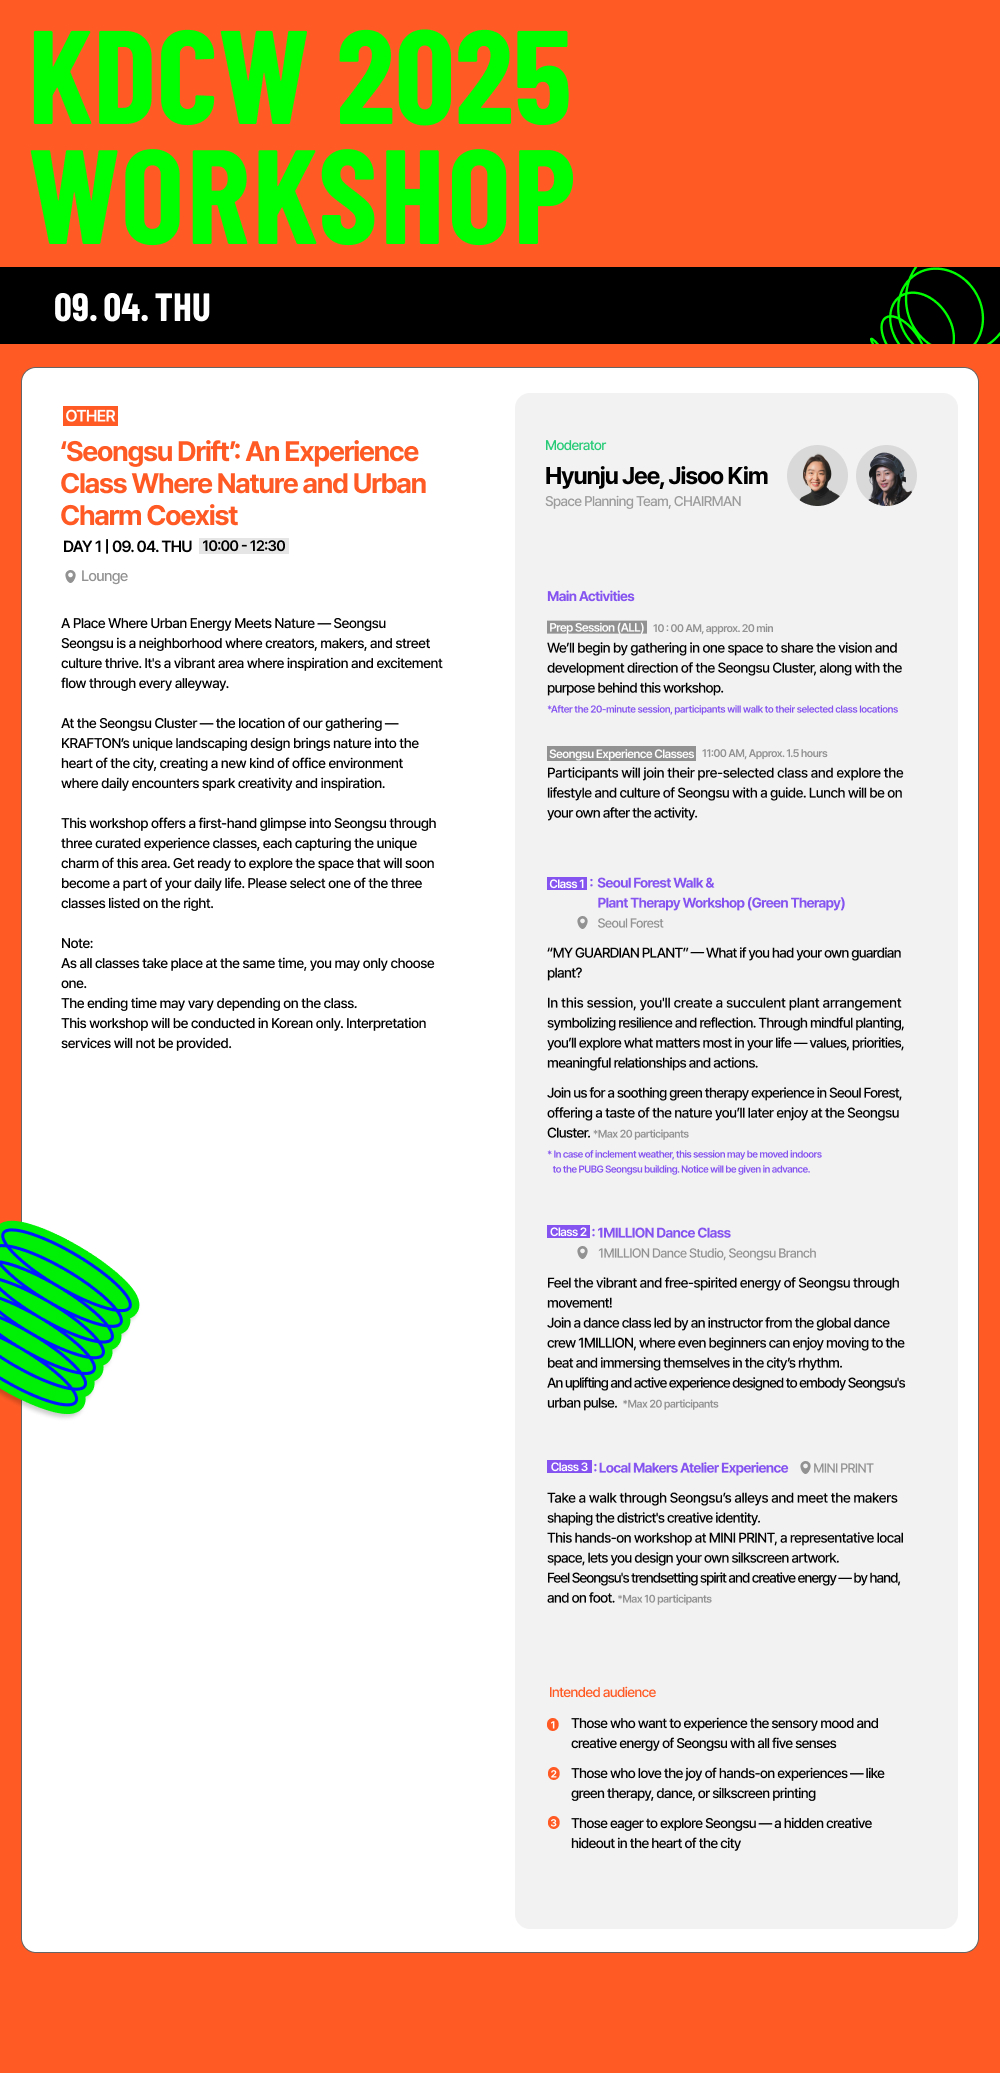 KDCW 2025
WORKSHOP
09. 04. THU
OTHER
‘Seongsu Drift’: An Experience
Class Where Nature and Urban
Charm Coexist
DAY 1 | 09. 04. THU 10:00 - 12:30
Lounge
A Place Where Urban Energy Meets Nature — Seongsu
Seongsu is a neighborhood where creators, makers, and street
culture thrive. It's a vibrant area where inspiration and excitement
flow through every alleyway.
At the Seongsu Cluster — the location of our gathering —
KRAFTON’s unique landscaping design brings nature into the
heart of the city, creating a new kind of office environment
where daily encounters spark creativity and inspiration.
This workshop offers a first-hand glimpse into Seongsu through
three curated experience classes, each capturing the unique
charm of this area. Get ready to explore the space that will soon
become a part of your daily life. Please select one of the three
classes listed on the right.
Note:
As all classes take place at the same time, you may only choose
one.
The ending time may vary depending on the class.
This workshop will be conducted in Korean only. Interpretation
services will not be provided.
Moderator
Hyunju Jee, Jisoo Kim
Space Planning Team, CHAIRMAN
Main Activities
Prep Session (ALL) 10 : 00 AM, approx. 20 min
We’ll begin by gathering in one space to share the vision and
development direction of the Seongsu Cluster, along with the
purpose behind this workshop.
*After the 20-minute session, participants will walk to their selected class locations
Seongsu Experience Classes 11:00 AM, Approx. 1.5 hours
Participants will join their pre-selected class and explore the
lifestyle and culture of Seongsu with a guide. Lunch will be on
your own after the activity.
Class 1 : Seoul Forest Walk &
Plant Therapy Workshop (Green Therapy)
Seoul Forest
“MY GUARDIAN PLANT” — What if you had your own guardian
plant?
In this session, you'll create a succulent plant arrangement
symbolizing resilience and reflection. Through mindful planting,
you’ll explore what matters most in your life — values, priorities,
meaningful relationships and actions.
Join us for a soothing green therapy experience in Seoul Forest,
offering a taste of the nature you’ll later enjoy at the Seongsu
Cluster. *Max 20 participants
* In case of inclement weather, this session may be moved indoors
to the PUBG Seongsu building. Notice will be given in advance.
Class 2 : 1MILLION Dance Class
1MILLION Dance Studio, Seongsu Branch
Feel the vibrant and free-spirited energy of Seongsu through
movement!
Join a dance class led by an instructor from the global dance
crew 1MILLION, where even beginners can enjoy moving to the
beat and immersing themselves in the city’s rhythm.
An uplifting and active experience designed to embody Seongsu's
urban pulse. *Max 20 participants
Class 3 : Local Makers Atelier Experience MINI PRINT
Take a walk through Seongsu’s alleys and meet the makers
shaping the district's creative identity.
This hands-on workshop at MINI PRINT, a representative local
space, lets you design your own silkscreen artwork.
Feel Seongsu's trendsetting spirit and creative energy — by hand,
and on foot. *Max 10 participants
Intended audience
1 Those who want to experience the sensory mood and
creative energy of Seongsu with all five senses
2 Those who love the joy of hands-on experiences — like
green therapy, dance, or silkscreen printing
3 Those eager to explore Seongsu — a hidden creative
hideout in the heart of the city